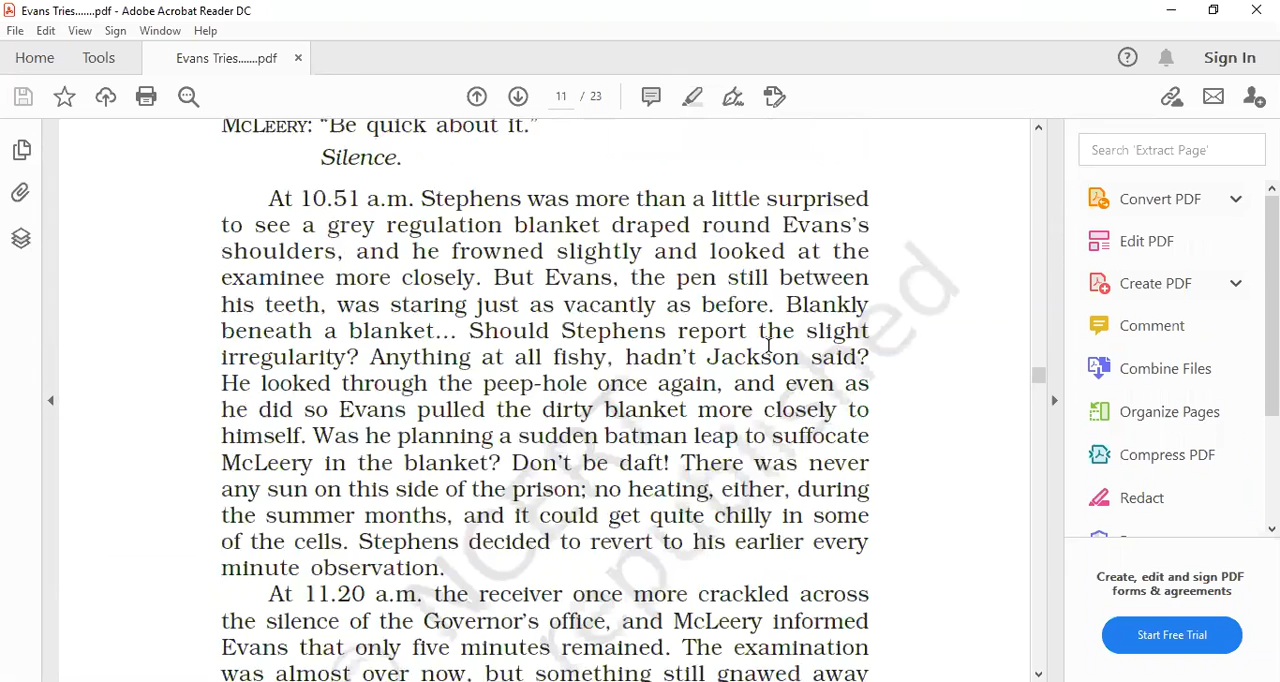 Evans Tries.......pdf - Adobe Acrobat Reader DC
File Edit View Sign Window Help
Home Tools Evans Tries.......pdf × Sign In
11 / 23
McLEERY: “Be quick about it.”
Silence.
At 10.51 a.m. Stephens was more than a little surprised
to see a grey regulation blanket draped round Evans’s
shoulders, and he frowned slightly and looked at the
examinee more closely. But Evans, the pen still between
his teeth, was staring just as vacantly as before. Blankly
beneath a blanket... Should Stephens report the slight
irregularity? Anything at all fishy, hadn’t Jackson said?
He looked through the peep-hole once again, and even as
he did so Evans pulled the dirty blanket more closely to
himself. Was he planning a sudden batman leap to suffocate
McLeery in the blanket? Don’t be daft! There was never
any sun on this side of the prison; no heating, either, during
the summer months, and it could get quite chilly in some
of the cells. Stephens decided to revert to his earlier every
minute observation.
At 11.20 a.m. the receiver once more crackled across
the silence of the Governor’s office, and McLeery informed
Evans that only five minutes remained. The examination
was almost over now, but something still gnawed away
© NCERT
republished
Search 'Extract Page'
Convert PDF
Edit PDF
Create PDF
Comment
Combine Files
Organize Pages
Compress PDF
Redact
Create, edit and sign PDF
forms & agreements
Start Free Trial